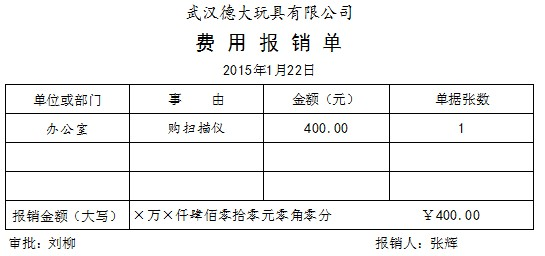 武汉德大玩具有限公司
费用报销单
2015年1月22日
单位或部门 事 由 金额（元） 单据张数
办公室 购扫描仪 400.00 1
报销金额（大写） ×万×仟肆佰零拾零元零角零分 ￥400.00
审批：刘柳 报销人：张辉